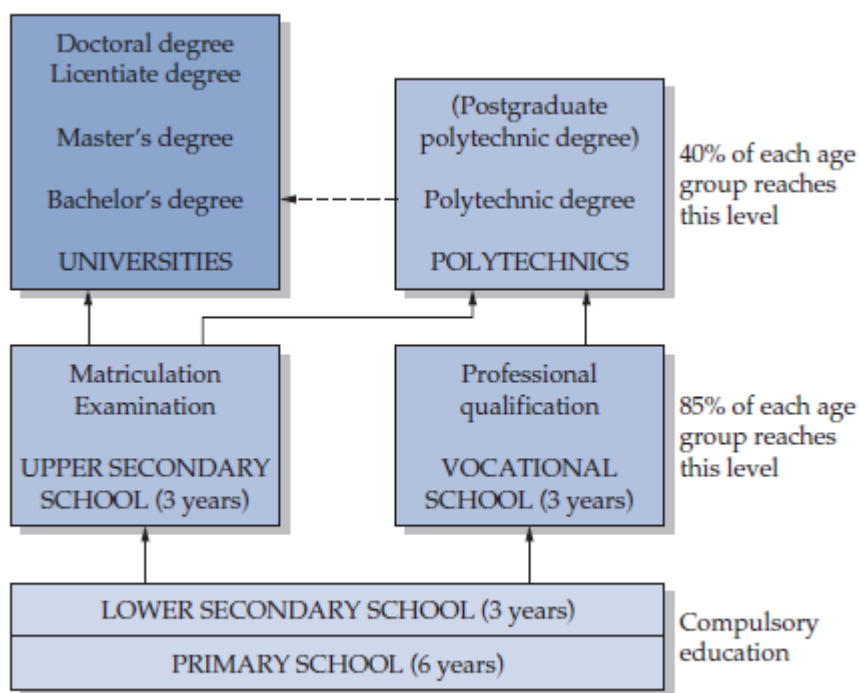 Doctoral degree
Licentiate degree
Master's degree
Bachelor's degree
UNIVERSITIES
(Postgraduate
polytechnic degree)
Polytechnic degree
POLYTECHNICS
40% of each age
group reaches
this level
Matriculation
Examination
UPPER SECONDARY
SCHOOL (3 years)
Professional
qualification
VOCATIONAL
SCHOOL (3 years)
85% of each age
group reaches
this level
LOWER SECONDARY SCHOOL (3 years)
PRIMARY SCHOOL (6 years)
Compulsory
education